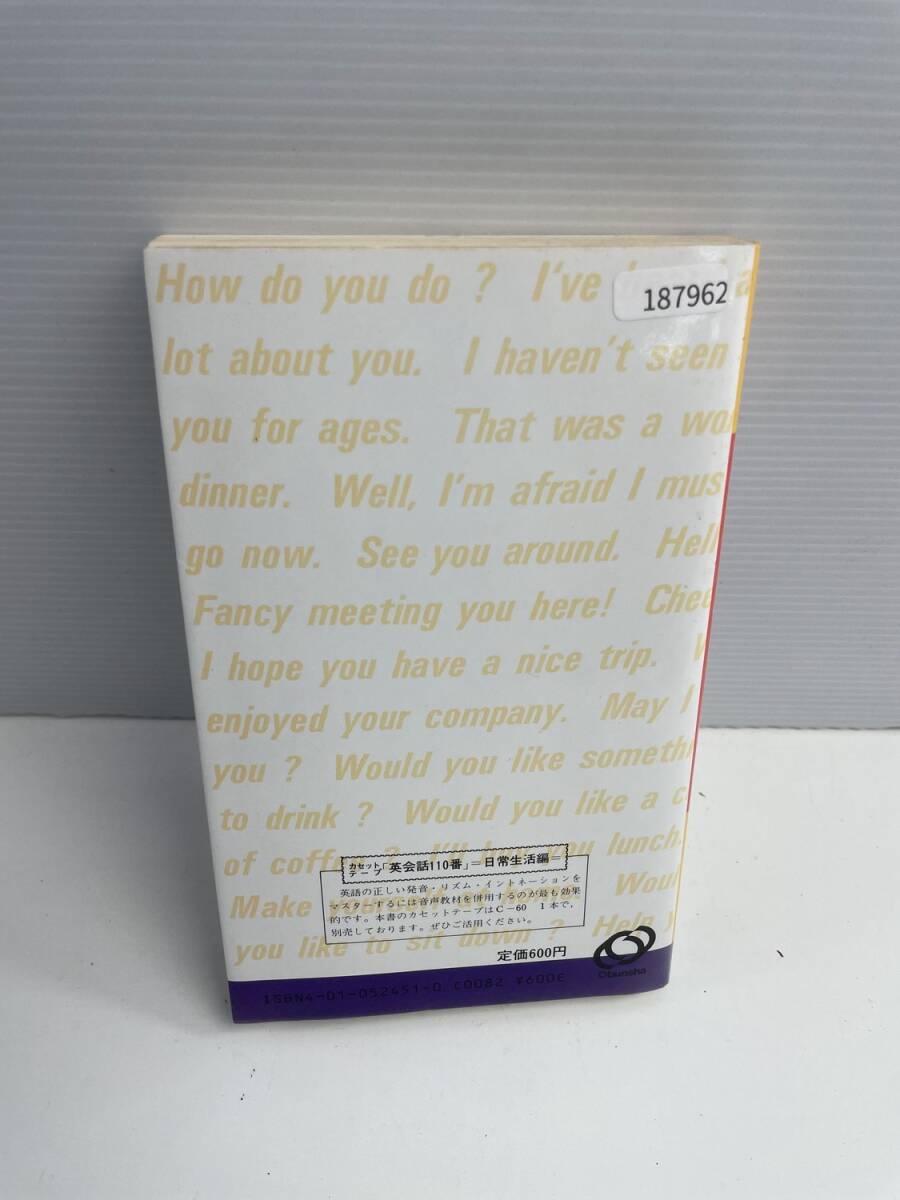 187962
How do you do ? I've
lot about you. I haven't seen
you for ages. That was a
dinner. Well, I'm afraid I mus
go now. See you around. Hell
Fancy meeting you here! Chee
I hope you have a nice trip.
enjoyed your company. May I
you ? Would you like someth
to drink ? Would you like a c
of coffee ? I'll you lunch.
Make Woul
you like to sit down ? Help y
カセットテープ「英会話110番」=日常生活編=
英語の正しい発音・リズム・イントネーションを
マスターするには音声教材を併用するのが最も効果
的です。本書のカセットテープはC-60 1本で,
別売しております。ぜひご活用ください。
定価600円
Obunsha
ISBN4-01-052451-0 C0082 ¥600E